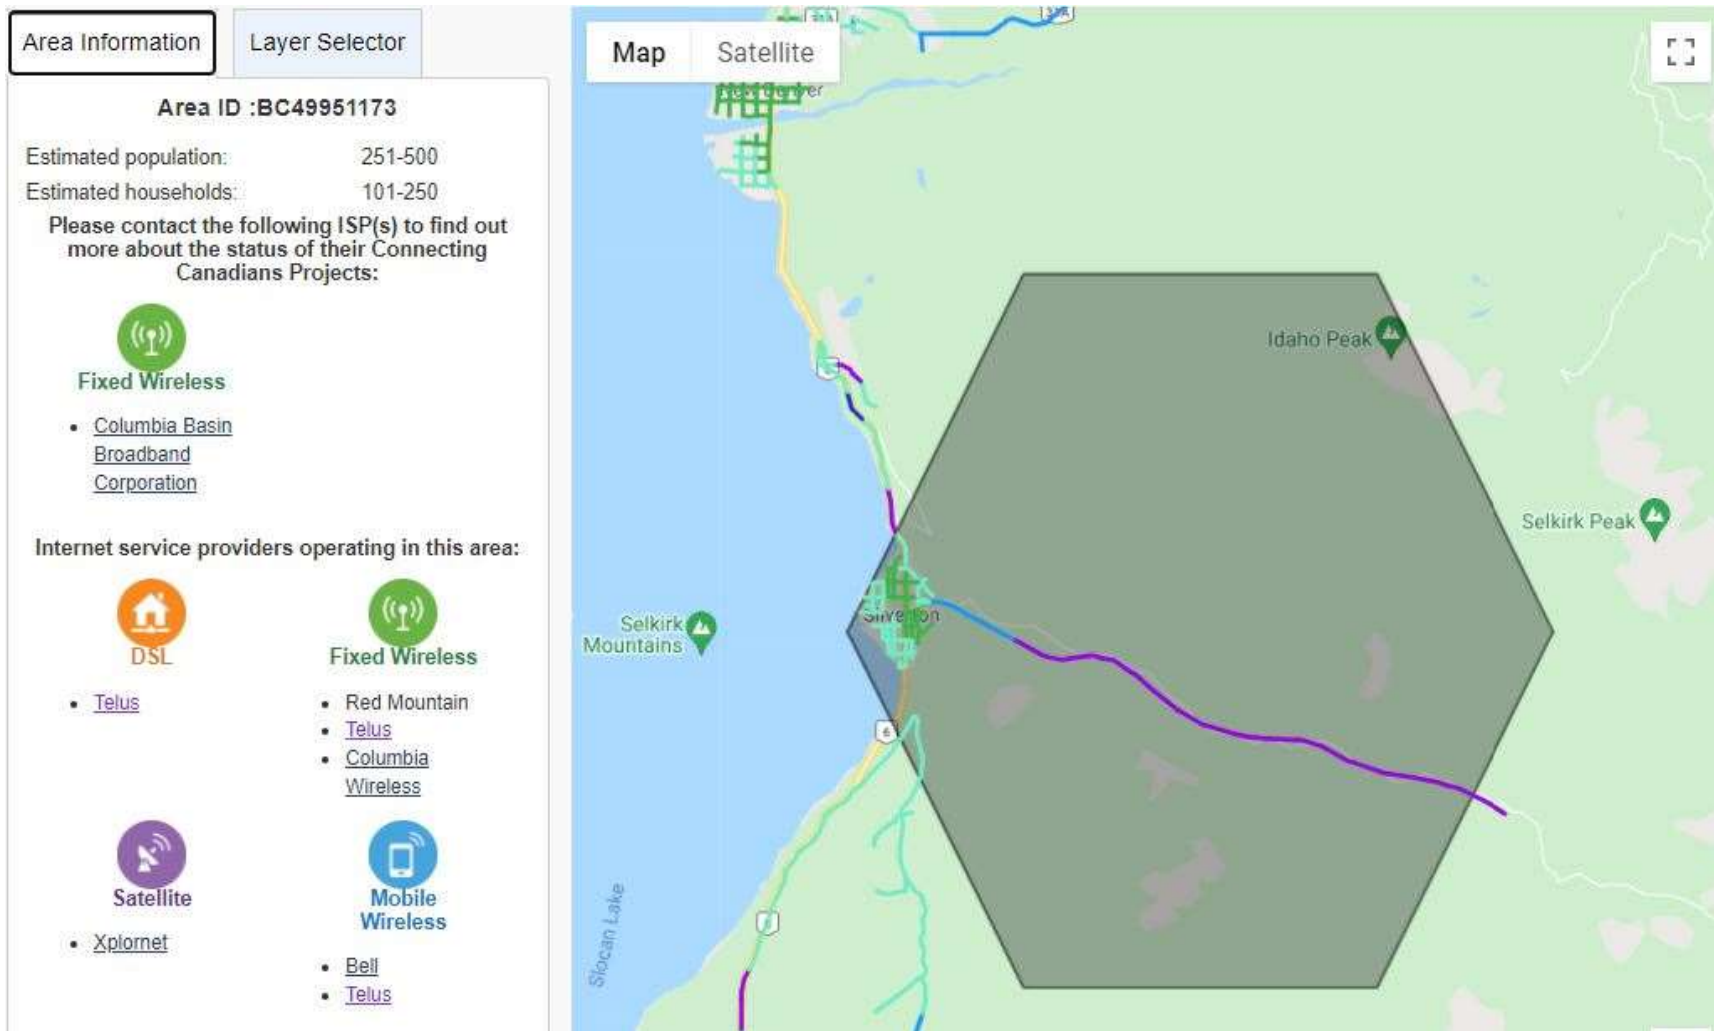 Area Information
Layer Selector
Area ID :BC49951173
Estimated population: 251-500
Estimated households: 101-250
Please contact the following ISP(s) to find out
more about the status of their Connecting
Canadians Projects:
Fixed Wireless
Columbia Basin
Broadband
Corporation
Internet service providers operating in this area:
DSL
Telus
Fixed Wireless
Red Mountain
Telus
Columbia
Wireless
Satellite
Xplornet
Mobile
Wireless
Bell
Telus
Map
Satellite
31A
Idaho Peak
Selkirk Peak
Selkirk
Mountains
Silverton
6
Slocan Lake